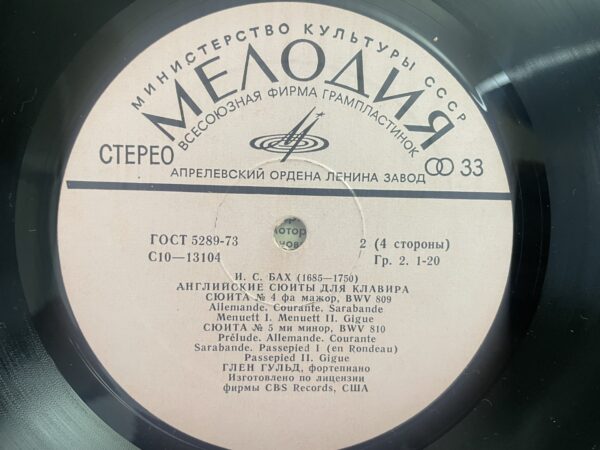 МИНИСТЕРСТВО КУЛЬТУРЫ СССР
МЕЛОДИЯ
ВСЕСОЮЗНАЯ ФИРМА ГРАМПЛАСТИНОК
СТЕРЕО
33
АПРЕЛЕВСКИЙ ОРДЕНА ЛЕНИНА ЗАВОД
ГОСТ 5289-73
2 (4 стороны)
С10—13104
Гр. 2. 1-20
И. С. БАХ (1685—1750)
АНГЛИЙСКИЕ СЮИТЫ ДЛЯ КЛАВИРА
СЮИТА № 4 фа мажор, BWV 809
Allemande. Courante. Sarabande
Menuett I. Menuett II. Gigue
СЮИТА № 5 ми минор, BWV 810
Prélude. Allemande. Courante
Sarabande. Passepied I (en Rondeau)
Passepied II. Gigue
ГЛЕН ГУЛЬД, фортепиано
Изготовлено по лицензии
фирмы CBS Records, США